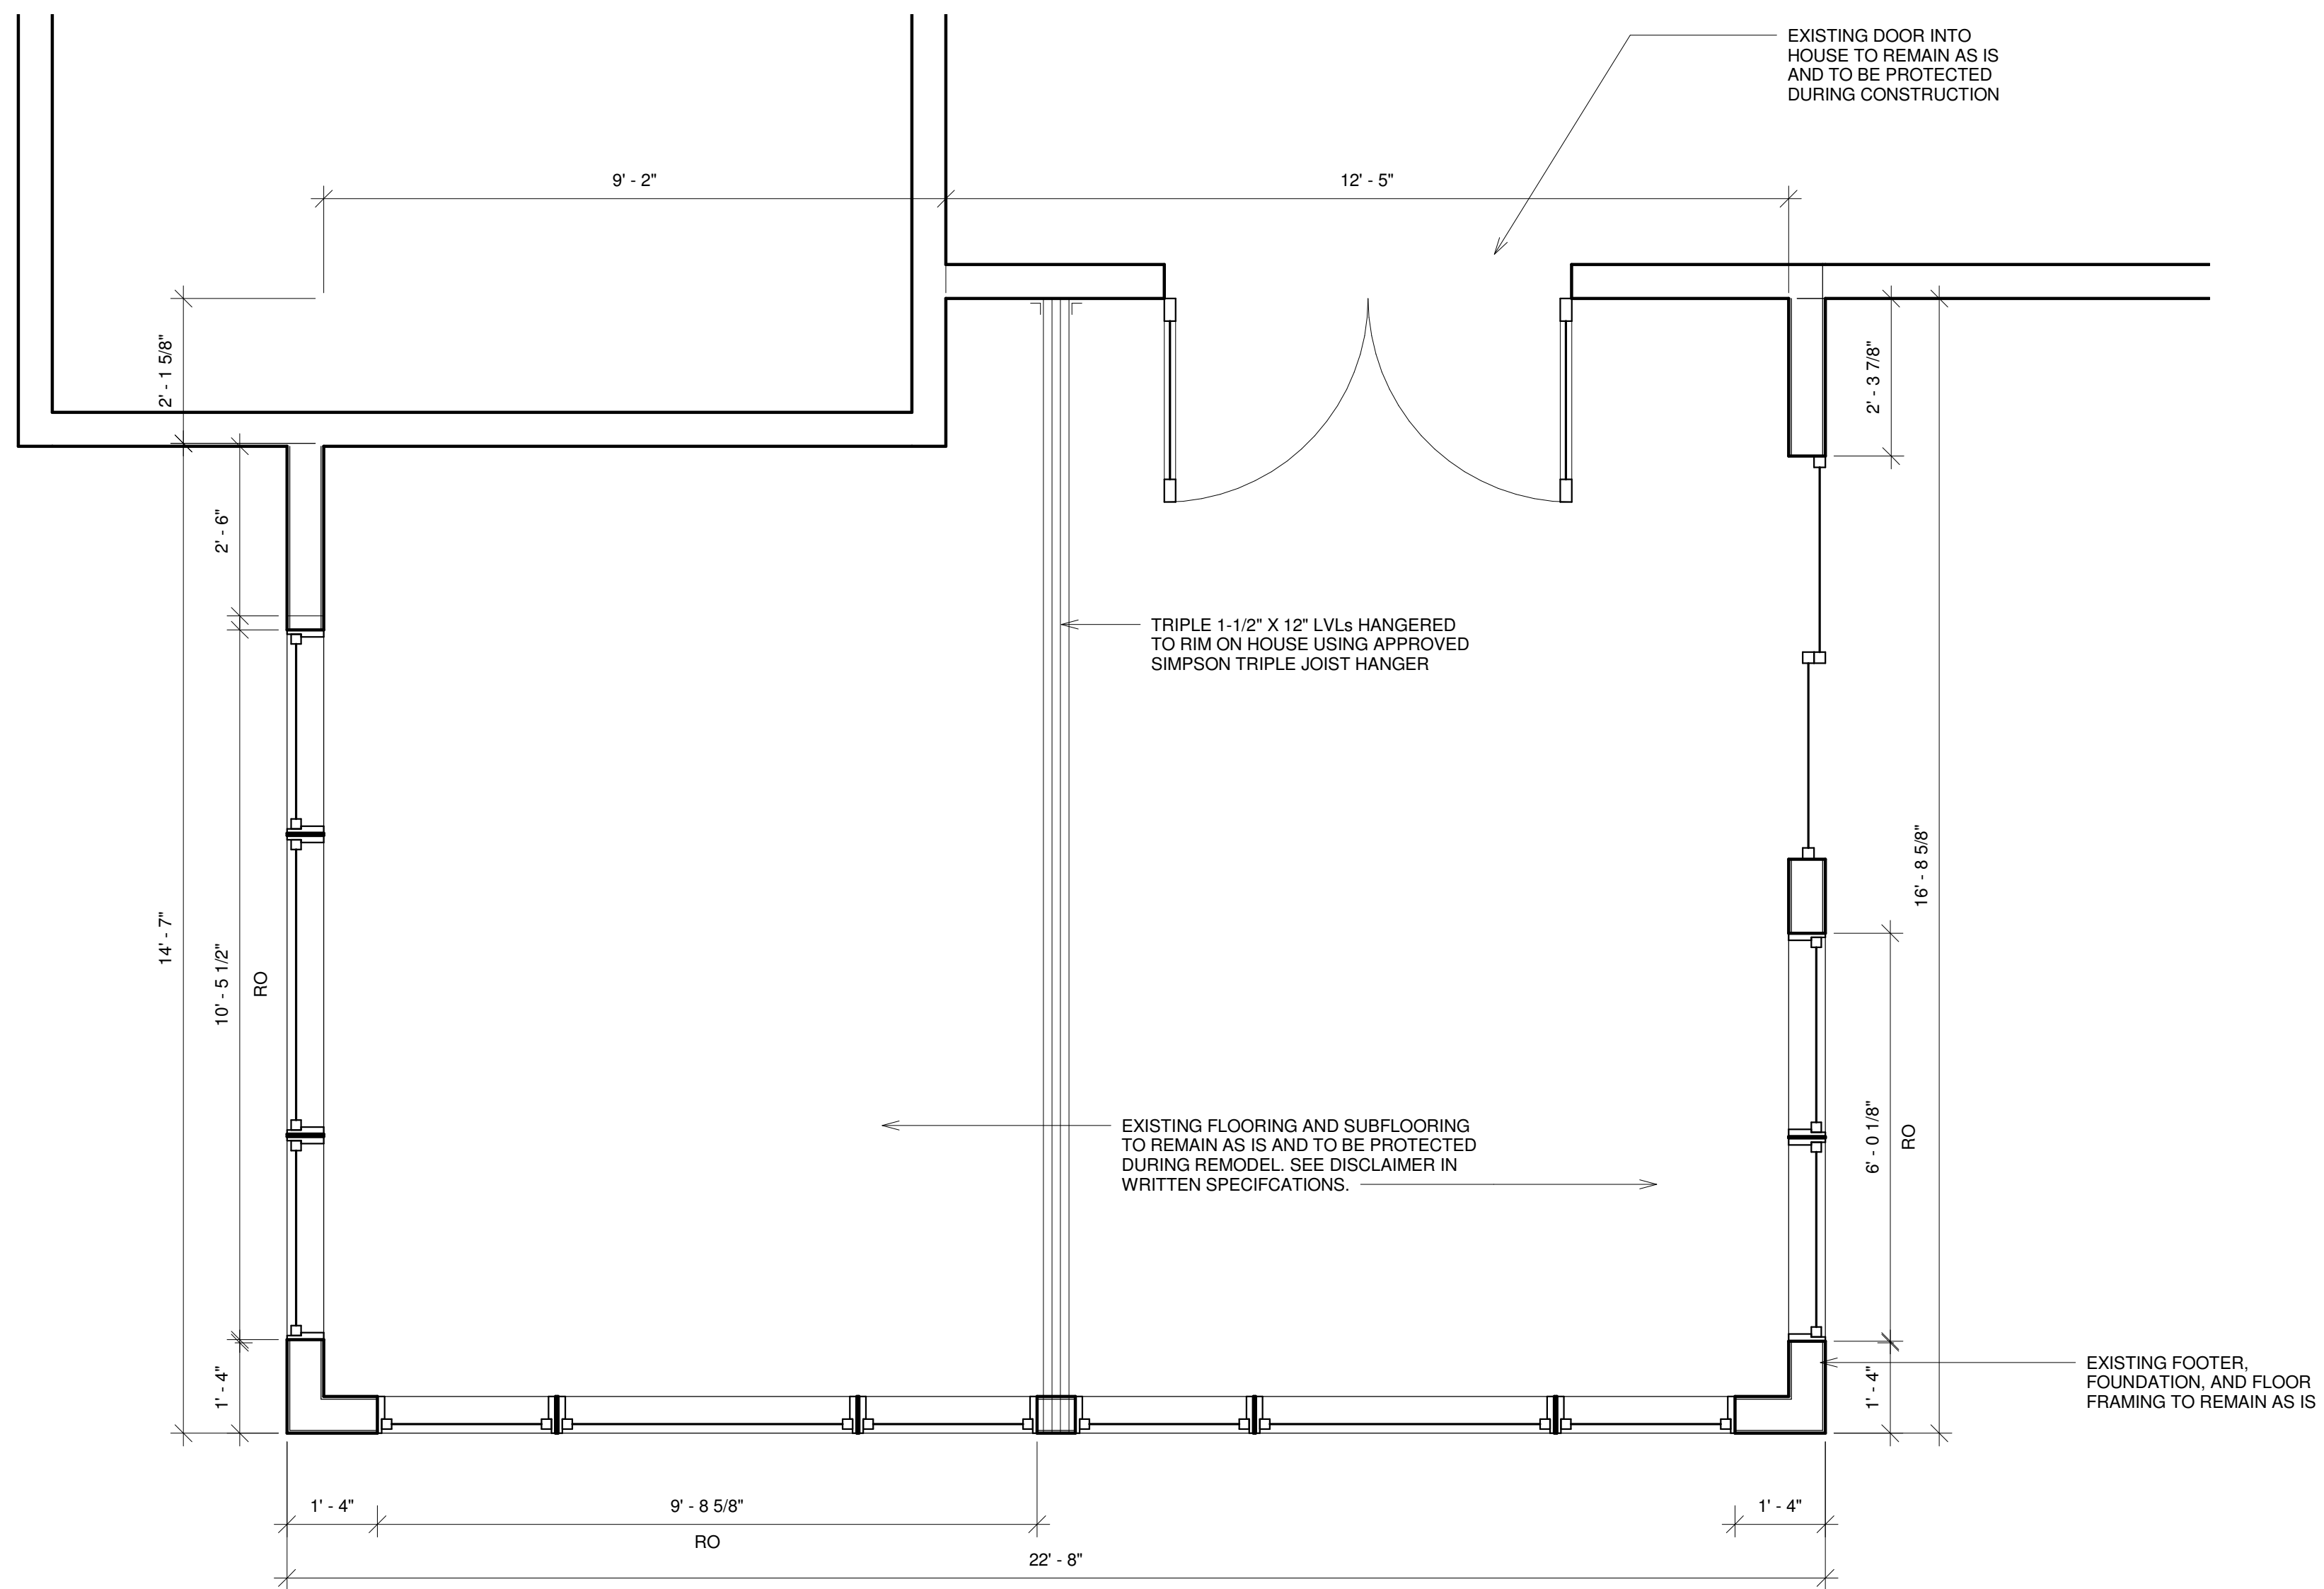 EXISTING DOOR INTO
HOUSE TO REMAIN AS IS
AND TO BE PROTECTED
DURING CONSTRUCTION
9' - 2"
12' - 5"
2' - 1 5/8"
2' - 3 7/8"
2' - 6"
TRIPLE 1-1/2" X 12" LVLs HANGERED
TO RIM ON HOUSE USING APPROVED
SIMPSON TRIPLE JOIST HANGER
16' - 8 5/8"
14' - 7"
10' - 5 1/2"
RO
EXISTING FLOORING AND SUBFLOORING
TO REMAIN AS IS AND TO BE PROTECTED
DURING REMODEL. SEE DISCLAIMER IN
WRITTEN SPECIFCATIONS.
6' - 0 1/8"
RO
EXISTING FOOTER,
FOUNDATION, AND FLOOR
FRAMING TO REMAIN AS IS
1' - 4"
1' - 4"
1' - 4"
9' - 8 5/8"
RO
1' - 4"
22' - 8"